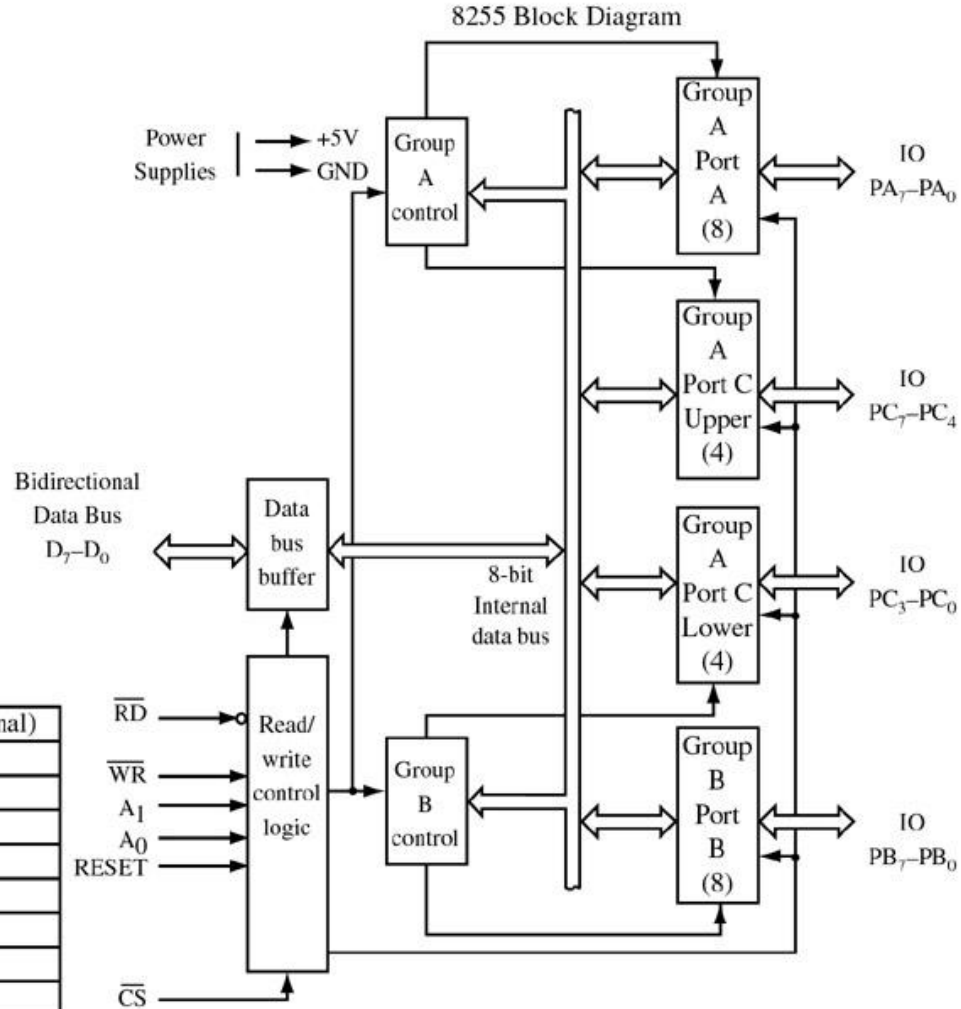 8255 Block Diagram
Power
Supplies
+5V
GND
Group
A
control
Group
A
Port
A
(8)
IO
PA₇–PA₀
Group
A
Port C
Upper
(4)
IO
PC₇–PC₄
Bidirectional
Data Bus
D₇–D₀
Data
bus
buffer
8-bit
Internal
data bus
Group
A
Port C
Lower
(4)
IO
PC₃–PC₀
nal)
R̅D̅
W̅R̅
A₁
A₀
RESET
C̅S̅
Read/
write
control
logic
Group
B
control
Group
B
Port
B
(8)
IO
PB₇–PB₀